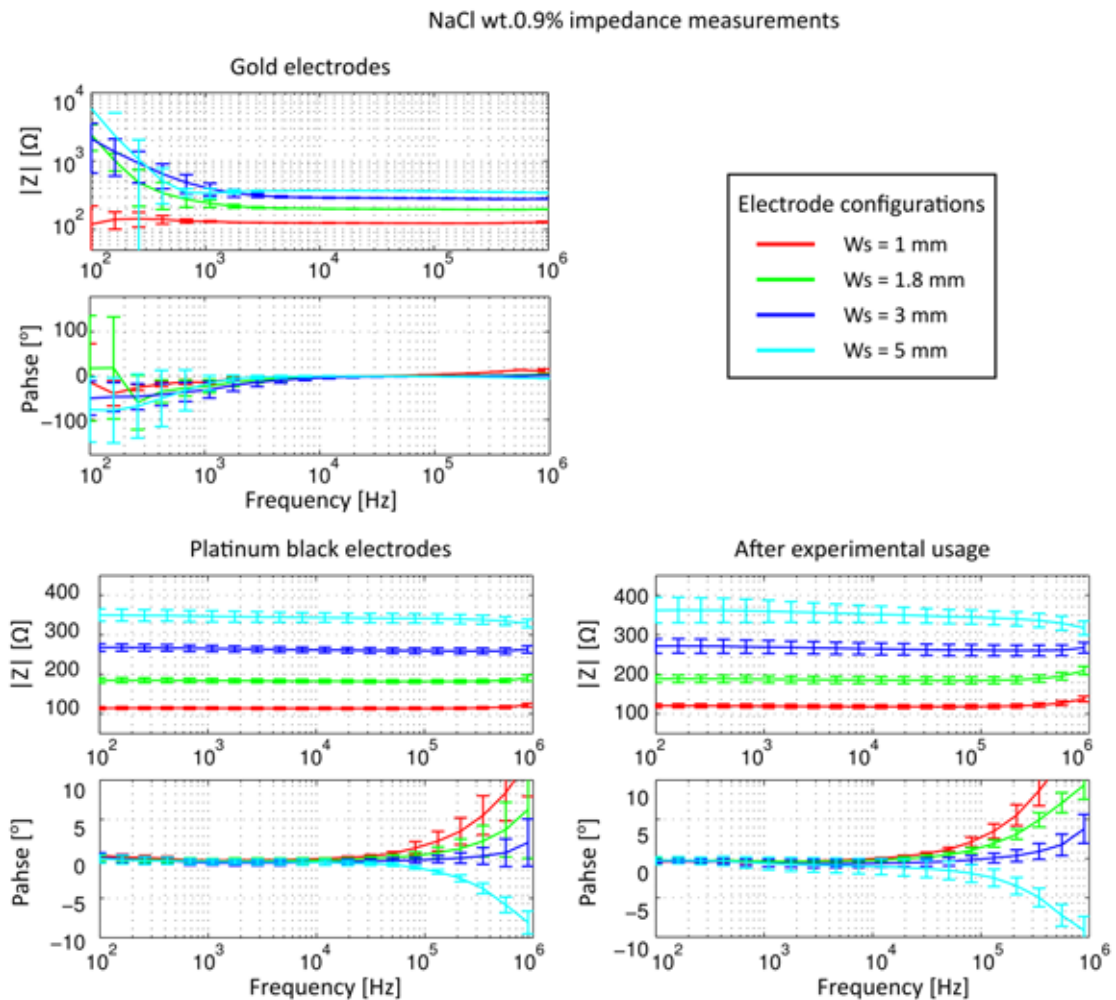 NaCl wt.0.9% impedance measurements
Gold electrodes
|Z| [Ω]
10^4
10^3
10^2
10^2 10^3 10^4 10^5 10^6
Pahse [°]
100
0
−100
10^2 10^3 10^4 10^5 10^6
Frequency [Hz]
Electrode configurations
Ws = 1 mm
Ws = 1.8 mm
Ws = 3 mm
Ws = 5 mm
Platinum black electrodes
|Z| [Ω]
400
300
200
100
10^2 10^3 10^4 10^5 10^6
Pahse [°]
10
5
0
−5
−10
10^2 10^3 10^4 10^5 10^6
Frequency [Hz]
After experimental usage
|Z| [Ω]
400
300
200
100
10^2 10^3 10^4 10^5 10^6
Pahse [°]
10
5
0
−5
−10
10^2 10^3 10^4 10^5 10^6
Frequency [Hz]